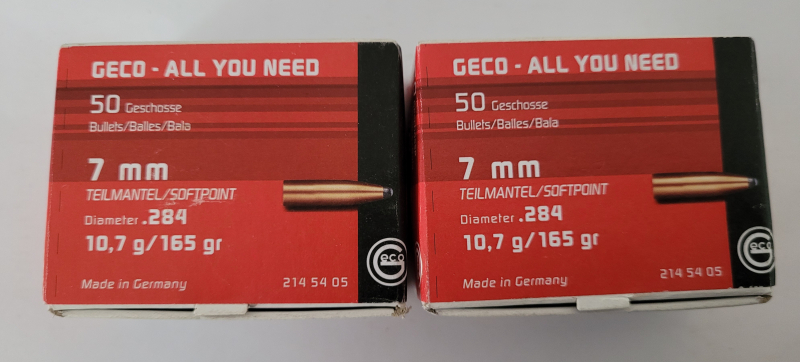 GECO - ALL YOU NEED
50 Geschosse
Bullets/Balles/Bala
7 mm
TEILMANTEL/SOFTPOINT
Diameter .284
10,7 g/165 gr
Geco
Made in Germany
214 54 05
GECO - ALL YOU NEED
50 Geschosse
Bullets/Balles/Bala
7 mm
TEILMANTEL/SOFTPOINT
Diameter .284
10,7 g/165 gr
Geco
Made in Germany
214 54 05